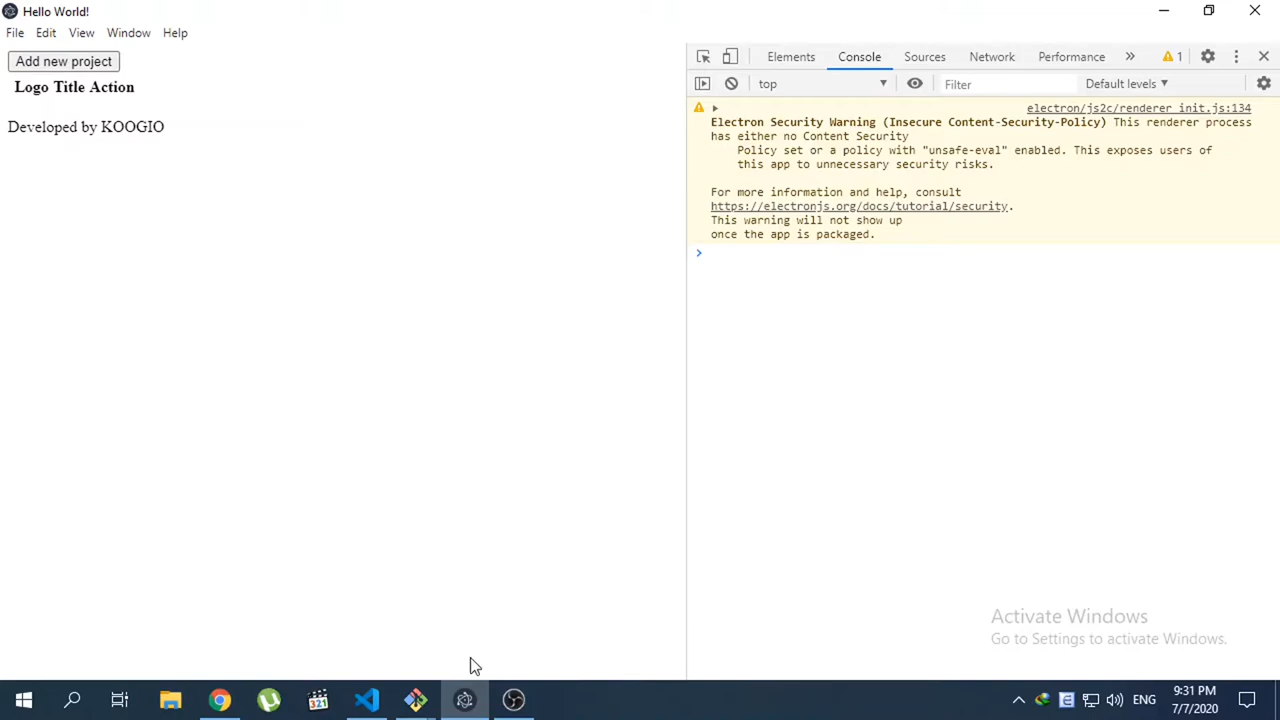 Hello World!
File Edit View Window Help
Add new project
Logo Title Action
Developed by KOOGIO
Elements Console Sources Network Performance » 1
top Filter Default levels
electron/js2c/renderer_init.js:134
Electron Security Warning (Insecure Content-Security-Policy) This renderer process
has either no Content Security
Policy set or a policy with "unsafe-eval" enabled. This exposes users of
this app to unnecessary security risks.
For more information and help, consult
https://electronjs.org/docs/tutorial/security.
This warning will not show up
once the app is packaged.
Activate Windows
Go to Settings to activate Windows.
321
ENG
9:31 PM
7/7/2020